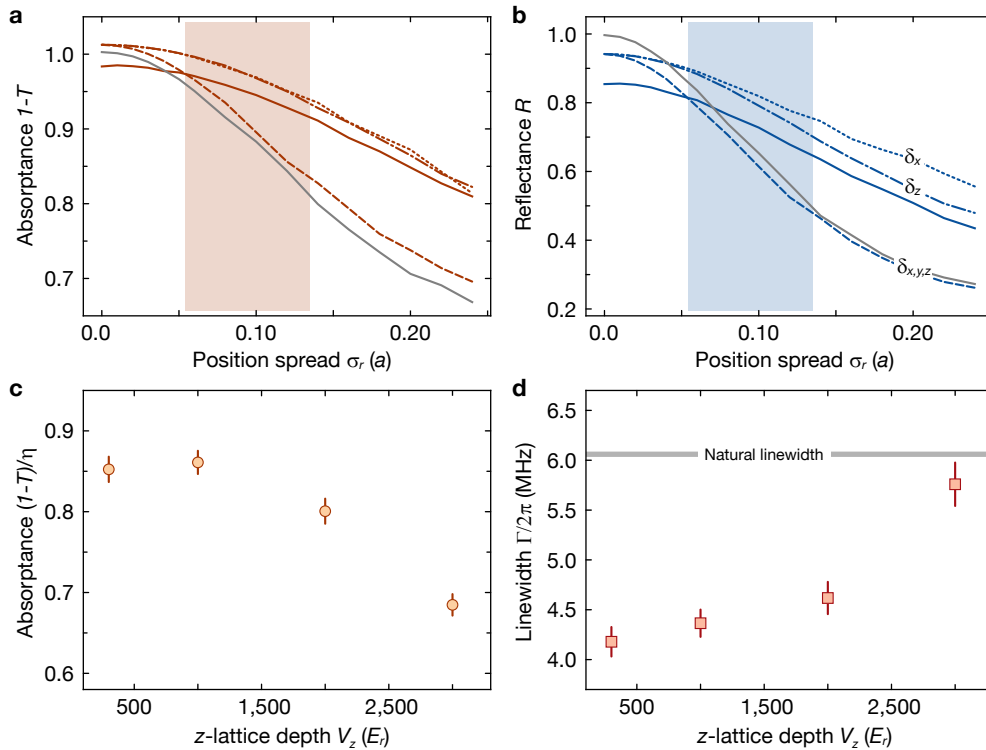 a
1.0
0.9
0.8
0.7
Absorptance 1-T
0.0
0.10
0.20
Position spread σr (a)
b
1.0
0.8
0.6
0.4
0.2
Reflectance R
δx
δz
δx,y,z
0.00
0.10
0.20
Position spread σr (a)
c
0.9
0.8
0.7
0.6
Absorptance (1-T)/η
500
1,500
2,500
z-lattice depth Vz (Er)
d
6.5
6.0
5.5
5.0
4.5
4.0
Linewidth Γ/2π (MHz)
Natural linewidth
500
1,500
2,500
z-lattice depth Vz (Er)